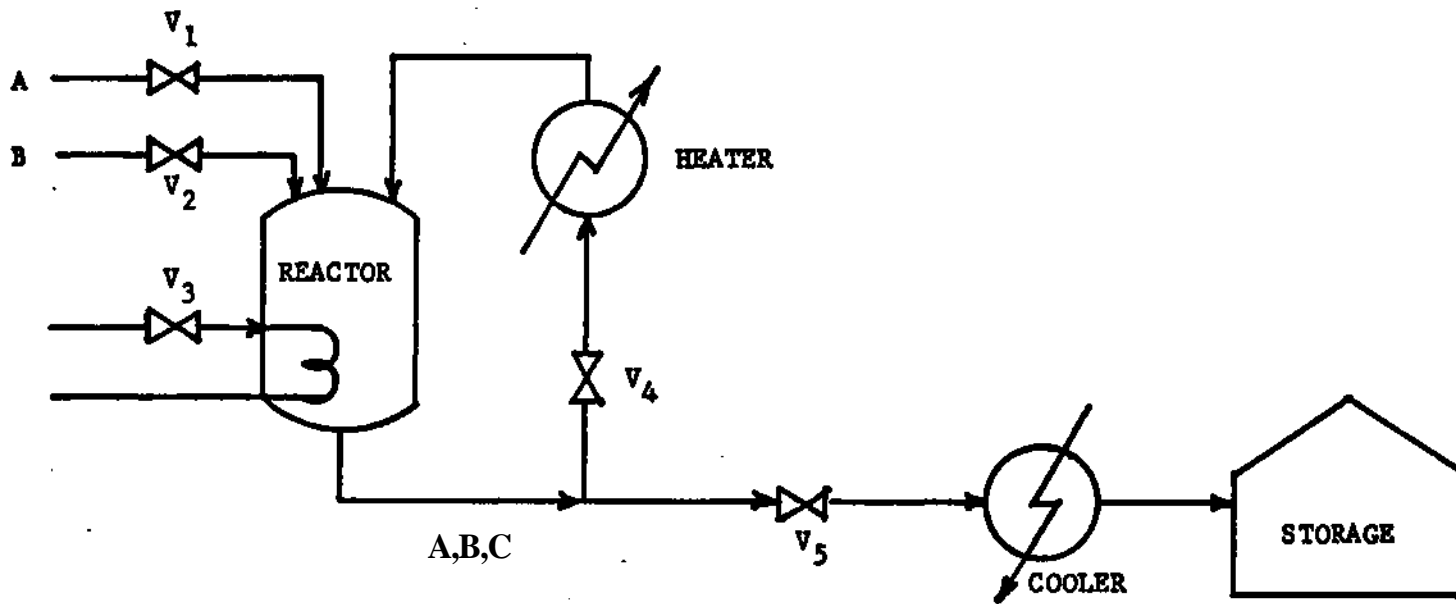 V1
A
HEATER
B
V2
REACTOR
V3
V4
A,B,C
V5
COOLER
STORAGE